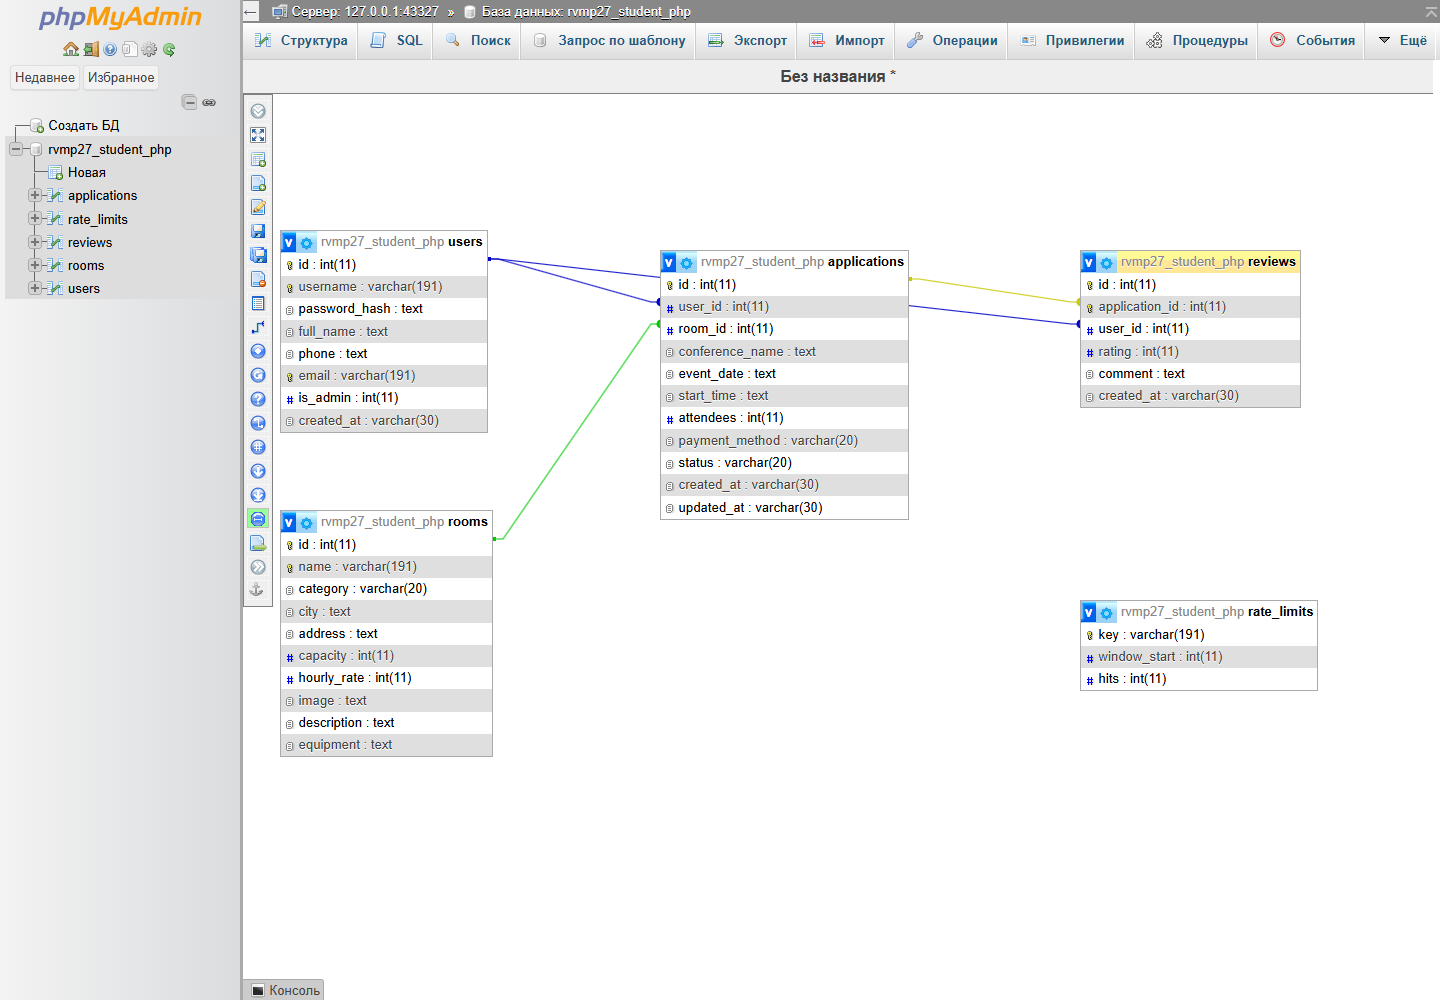 phpMyAdmin
Недавнее Избранное
Создать БД
rvmp27_student_php
Новая
applications
rate_limits
reviews
rooms
users
Сервер: 127.0.0.1:43327 » База данных: rvmp27_student_php
Структура SQL Поиск Запрос по шаблону Экспорт Импорт Операции Привилегии Процедуры События Ещё
Без названия *
v rvmp27_student_php users
id : int(11)
username : varchar(191)
password_hash : text
full_name : text
phone : text
email : varchar(191)
is_admin : int(11)
created_at : varchar(30)
v rvmp27_student_php applications
id : int(11)
user_id : int(11)
room_id : int(11)
conference_name : text
event_date : text
start_time : text
attendees : int(11)
payment_method : varchar(20)
status : varchar(20)
created_at : varchar(30)
updated_at : varchar(30)
v rvmp27_student_php reviews
id : int(11)
application_id : int(11)
user_id : int(11)
rating : int(11)
comment : text
created_at : varchar(30)
v rvmp27_student_php rooms
id : int(11)
name : varchar(191)
category : varchar(20)
city : text
address : text
capacity : int(11)
hourly_rate : int(11)
image : text
description : text
equipment : text
v rvmp27_student_php rate_limits
key : varchar(191)
window_start : int(11)
hits : int(11)
Консоль